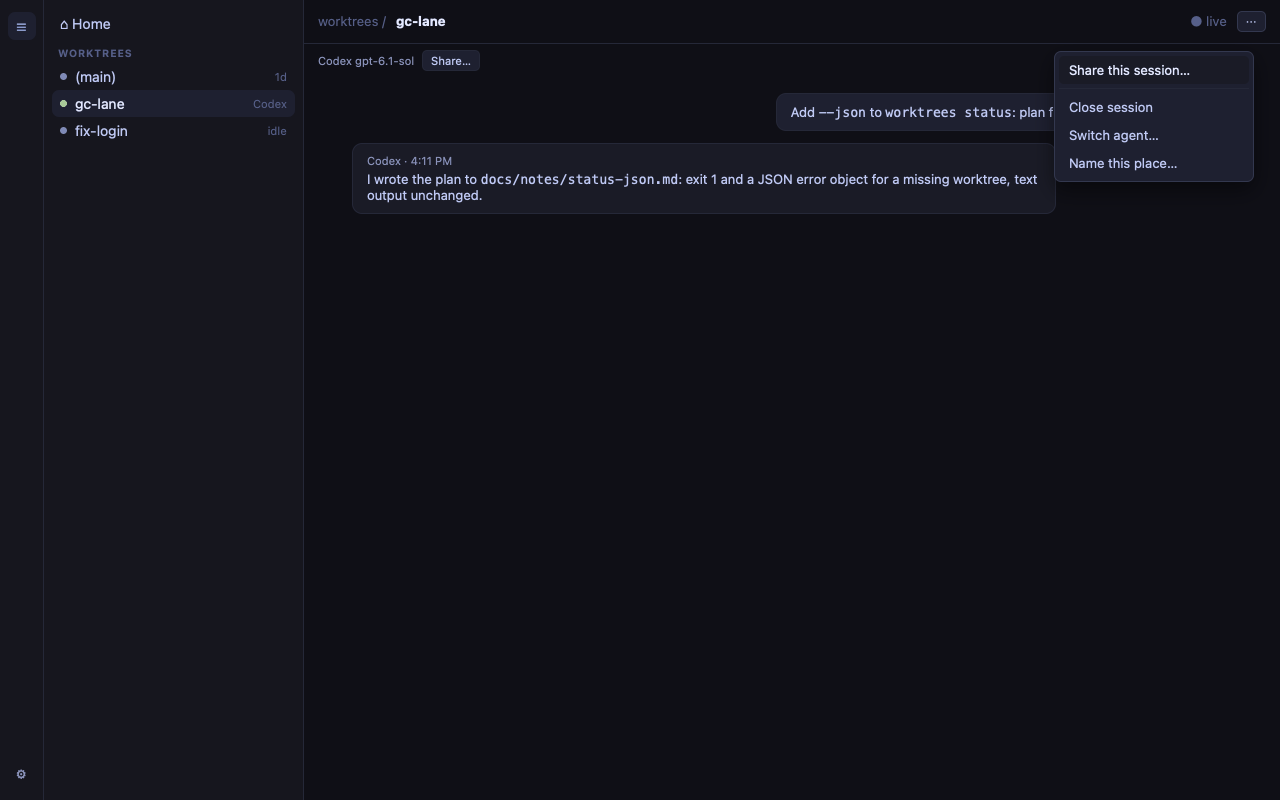 ⌂ Home
WORKTREES
(main) 1d
gc-lane Codex
fix-login idle
worktrees / gc-lane
live
Codex gpt-6.1-sol Share…
Share this session…
Close session
Switch agent…
Name this place…
Add --json to worktrees status: plan f
Codex · 4:11 PM
I wrote the plan to docs/notes/status-json.md: exit 1 and a JSON error object for a missing worktree, text
output unchanged.